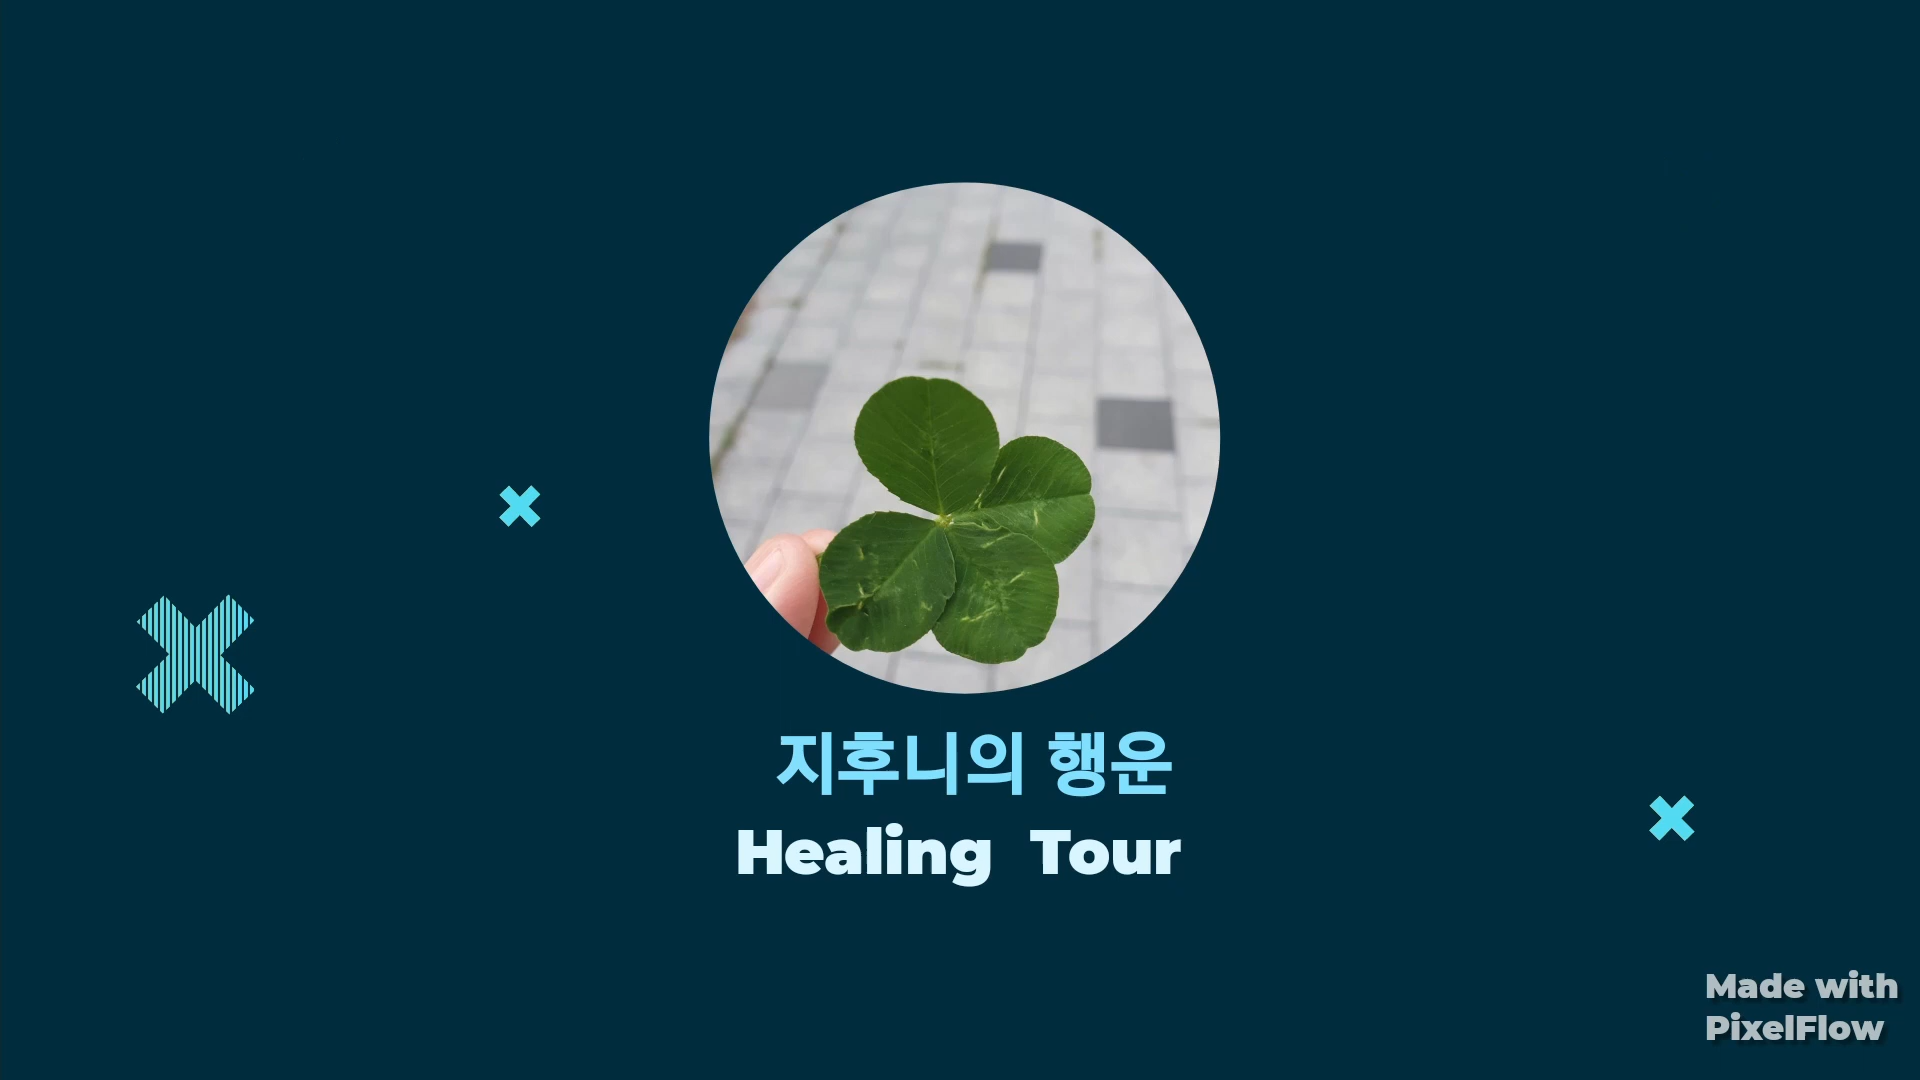 지후니의 행운
Healing Tour
Made with
PixelFlow